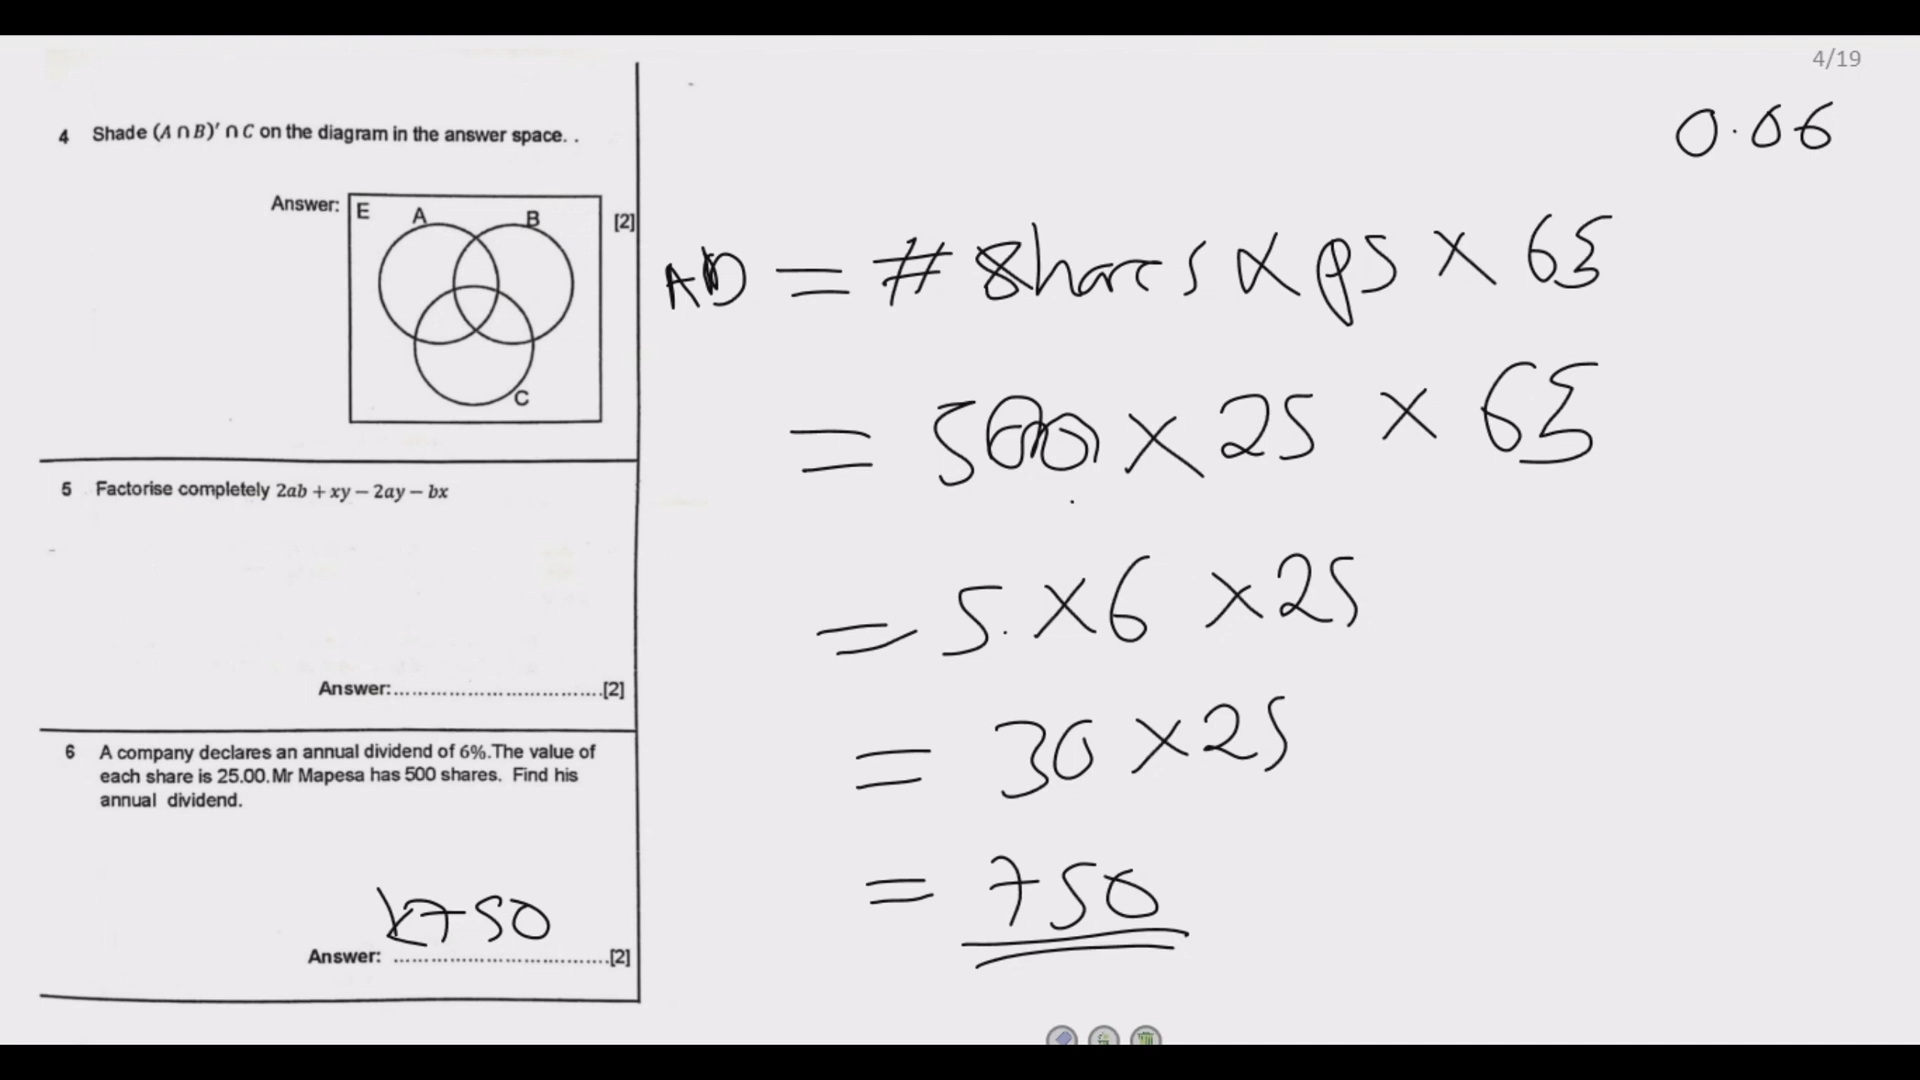 4/19
4 Shade (A ∩ B)′ ∩ C on the diagram in the answer space. .
Answer:
E
A
B
C
[2]
5 Factorise completely 2ab + xy − 2ay − bx
Answer:..............................[2]
6 A company declares an annual dividend of 6%.The value of
each share is 25.00.Mr Mapesa has 500 shares. Find his
annual dividend.
K750
Answer: ................................[2]
0.06
AD = # shares × ps × 6%
= 500 × 25 × 6%
= 5 × 6 × 25
= 30 × 25
= 750